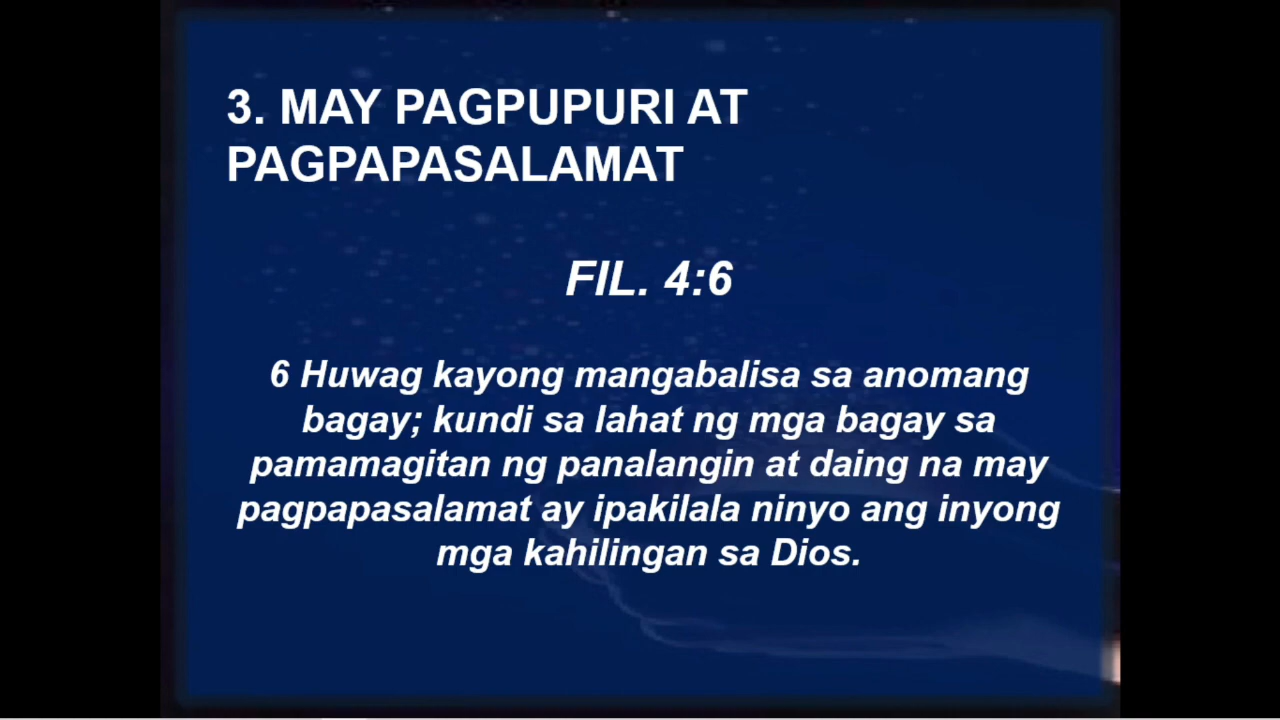 3. MAY PAGPUPURI AT
PAGPAPASALAMAT
FIL. 4:6
6 Huwag kayong mangabalisa sa anomang
bagay; kundi sa lahat ng mga bagay sa
pamamagitan ng panalangin at daing na may
pagpapasalamat ay ipakilala ninyo ang inyong
mga kahilingan sa Dios.